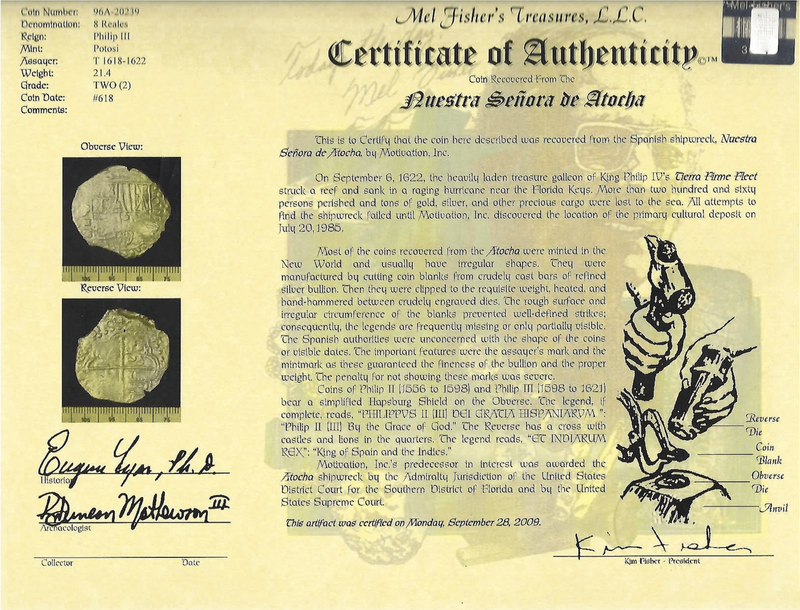 Coin Number: 96A-20239
Denomination: 8 Reales
Reign: Philip III
Mint: Potosi
Assayer: T 1618-1622
Weight: 21.4
Grade: TWO (2)
Coin Date: #618
Comments:
Mel Fisher's Treasures, L.L.C.
Certificate of Authenticity ©™
Coin Recovered From The
Nuestra Señora de Atocha
Obverse View:
Reverse View:
This is to Certify that the coin here described was recovered from the Spanish shipwreck, Nuestra
Señora de Atocha, by Motivation, Inc.
On September 6, 1622, the heavily laden treasure galleon of King Philip IV's Tierra Firme Fleet
struck a reef and sank in a raging hurricane near the Florida Keys. More than two hundred and sixty
persons perished and tons of gold, silver, and other precious cargo were lost to the sea. All attempts to
find the shipwreck failed until Motivation, Inc. discovered the location of the primary cultural deposit on
July 20, 1985.
Most of the coins recovered from the Atocha were minted in the
New World and usually have irregular shapes. They were
manufactured by cutting coin blanks from crudely cast bars of refined
silver bullion. Then they were clipped to the requisite weight, heated, and
hand-hammered between crudely engraved dies. The rough surface and
irregular circumference of the blanks prevented well-defined strikes;
consequently, the legends are frequently missing or only partially visible.
The Spanish authorities were unconcerned with the shape of the coins
or visible dates. The important features were the assayer's mark and the
mintmark as these guaranteed the fineness of the bullion and the proper
weight. The penalty for not showing these marks was severe.
Coins of Philip II (1556 to 1598) and Philip III (1598 to 1621)
bear a simplified Hapsburg Shield on the Obverse. The legend, if
complete, reads, "PHILIPPVS II (III) DEI GRATIA HISPANIARVM ":
"Philip II (III) By the Grace of God." The Reverse has a cross with
castles and lions in the quarters. The legend reads, "ET INDIARUM
REX": "King of Spain and the Indies."
Motivation, Inc.'s predecessor in interest was awarded the
Atocha shipwreck by the Admiralty Jurisdiction of the United States
District Court for the Southern District of Florida and by the United
States Supreme Court.
This artifact was certified on Monday, September 28, 2009.
Reverse
Die
Coin
Blank
Obverse
Die
Anvil
Eugene Lyon, Ph.D.
Historian
R. Duncan Mathewson III
Archaeologist
Collector Date
Kim Fisher
Kim Fisher - President